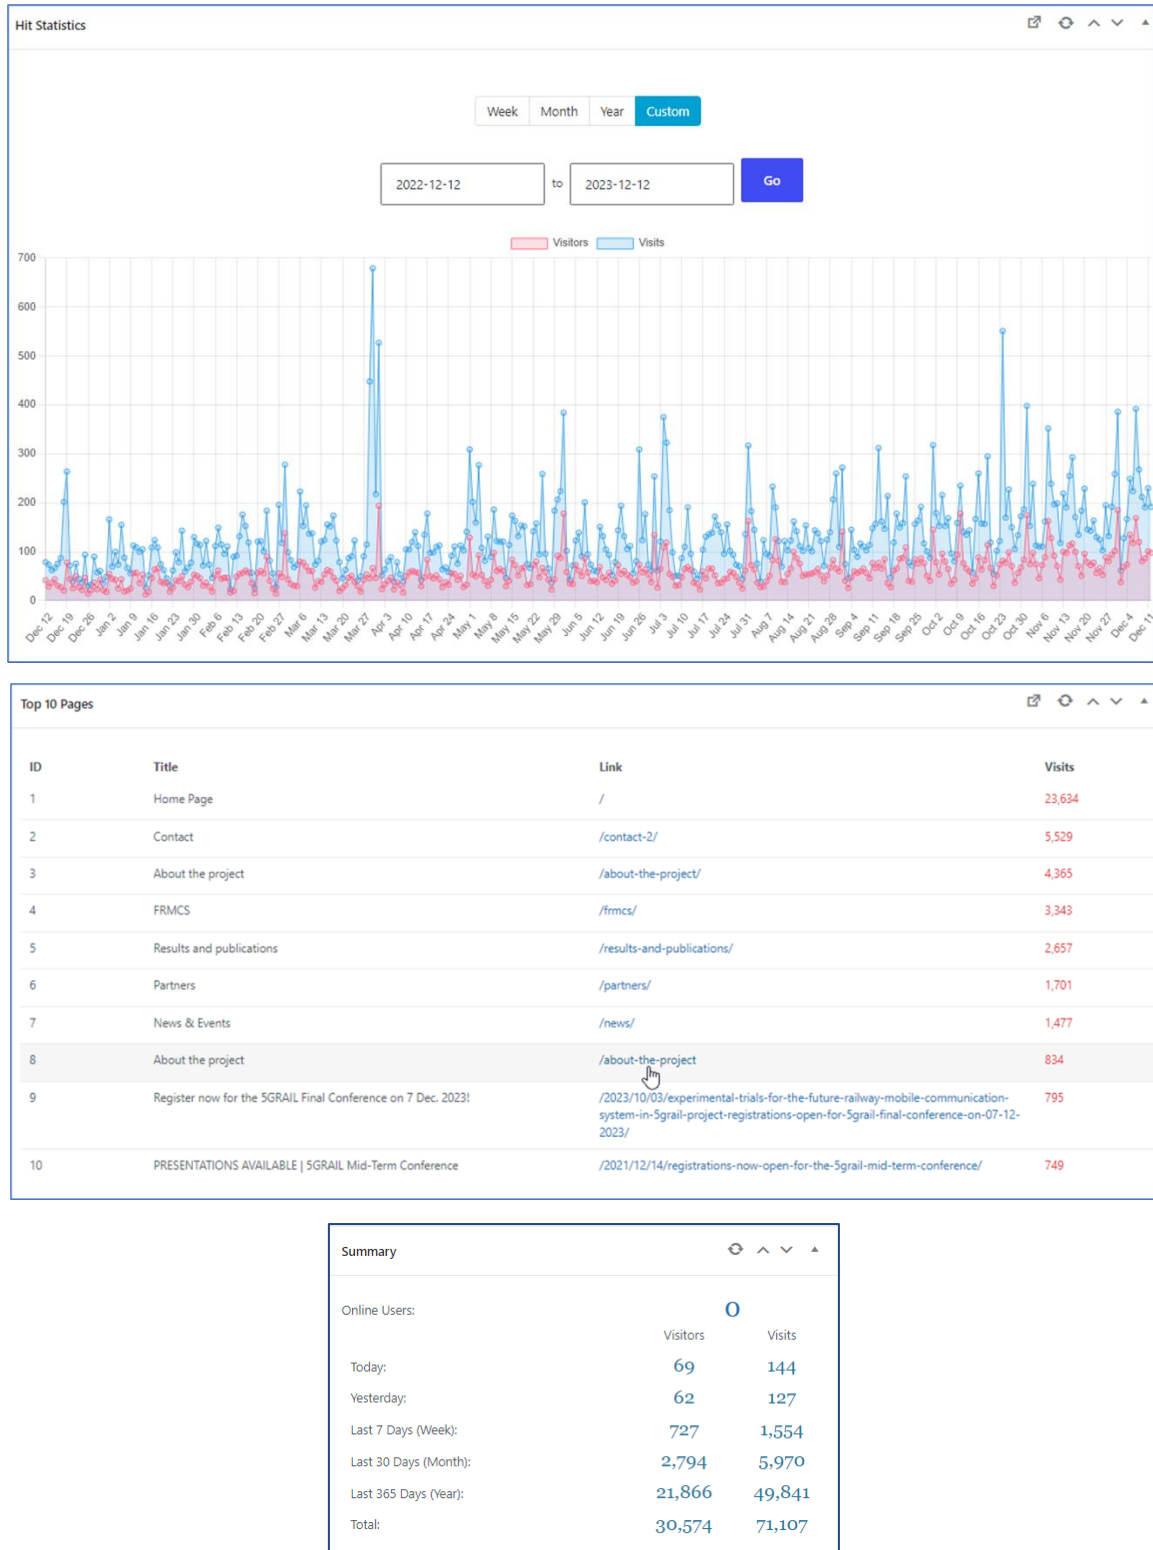 Hit Statistics
Week Month Year Custom
2022-12-12 to 2023-12-12 Go
Visitors Visits
700
600
500
400
300
200
100
0
Dec 12 Dec 19 Dec 26 Jan 2 Jan 9 Jan 16 Jan 23 Jan 30 Feb 6 Feb 13 Feb 20 Feb 27 Mar 6 Mar 13 Mar 20 Mar 27 Apr 3 Apr 10 Apr 17 Apr 24 May 1 May 8 May 15 May 22 May 29 Jun 5 Jun 12 Jun 19 Jun 26 Jul 3 Jul 10 Jul 17 Jul 24 Jul 31 Aug 7 Aug 14 Aug 21 Aug 28 Sep 4 Sep 11 Sep 18 Sep 25 Oct 2 Oct 9 Oct 16 Oct 23 Oct 30 Nov 6 Nov 13 Nov 20 Nov 27 Dec 4 Dec 11
Top 10 Pages
ID Title Link Visits
1 Home Page / 23,634
2 Contact /contact-2/ 5,529
3 About the project /about-the-project/ 4,365
4 FRMCS /frmcs/ 3,343
5 Results and publications /results-and-publications/ 2,657
6 Partners /partners/ 1,701
7 News & Events /news/ 1,477
8 About the project /about-the-project 834
9 Register now for the 5GRAIL Final Conference on 7 Dec. 2023! /2023/10/03/experimental-trials-for-the-future-railway-mobile-communication- 795
system-in-5grail-project-registrations-open-for-5grail-final-conference-on-07-12-
2023/
10 PRESENTATIONS AVAILABLE | 5GRAIL Mid-Term Conference /2021/12/14/registrations-now-open-for-the-5grail-mid-term-conference/ 749
Summary
Online Users: 0
Visitors Visits
Today: 69 144
Yesterday: 62 127
Last 7 Days (Week): 727 1,554
Last 30 Days (Month): 2,794 5,970
Last 365 Days (Year): 21,866 49,841
Total: 30,574 71,107